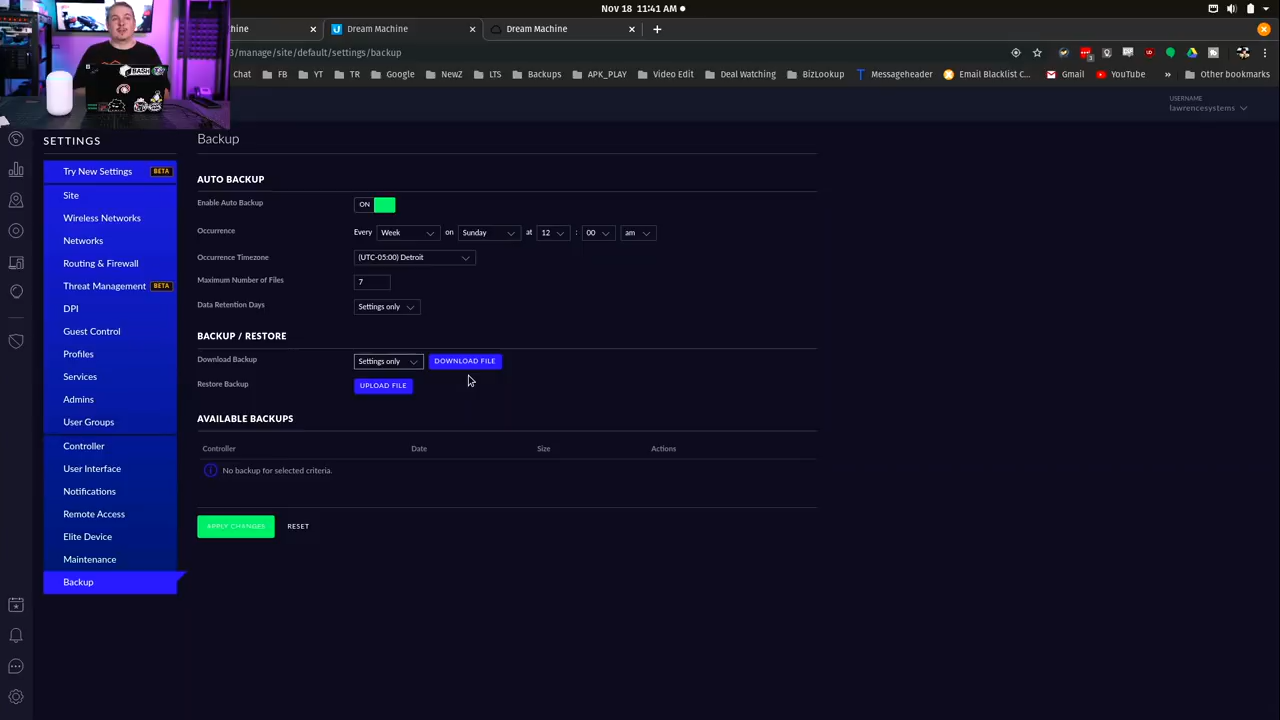 Nov 18 11:41 AM
Dream Machine
Dream Machine
/manage/site/default/settings/backup
Chat
FB
YT
TR
Google
NewZ
LTS
Backups
APK_PLAY
Video Edit
Deal Watching
BizLookup
Messageheader
Email Blacklist C...
Gmail
YouTube
»
Other bookmarks
USERNAME
lawrencesystems
BASH
SETTINGS
Try New Settings BETA
Site
Wireless Networks
Networks
Routing & Firewall
Threat Management BETA
DPI
Guest Control
Profiles
Services
Admins
User Groups
Controller
User Interface
Notifications
Remote Access
Elite Device
Maintenance
Backup
Backup
AUTO BACKUP
Enable Auto Backup ON
Occurrence Every Week on Sunday at 12 : 00 am
Occurrence Timezone (UTC-05:00) Detroit
Maximum Number of Files 7
Data Retention Days Settings only
BACKUP / RESTORE
Download Backup Settings only DOWNLOAD FILE
Restore Backup UPLOAD FILE
AVAILABLE BACKUPS
Controller Date Size Actions
No backup for selected criteria.
APPLY CHANGES RESET